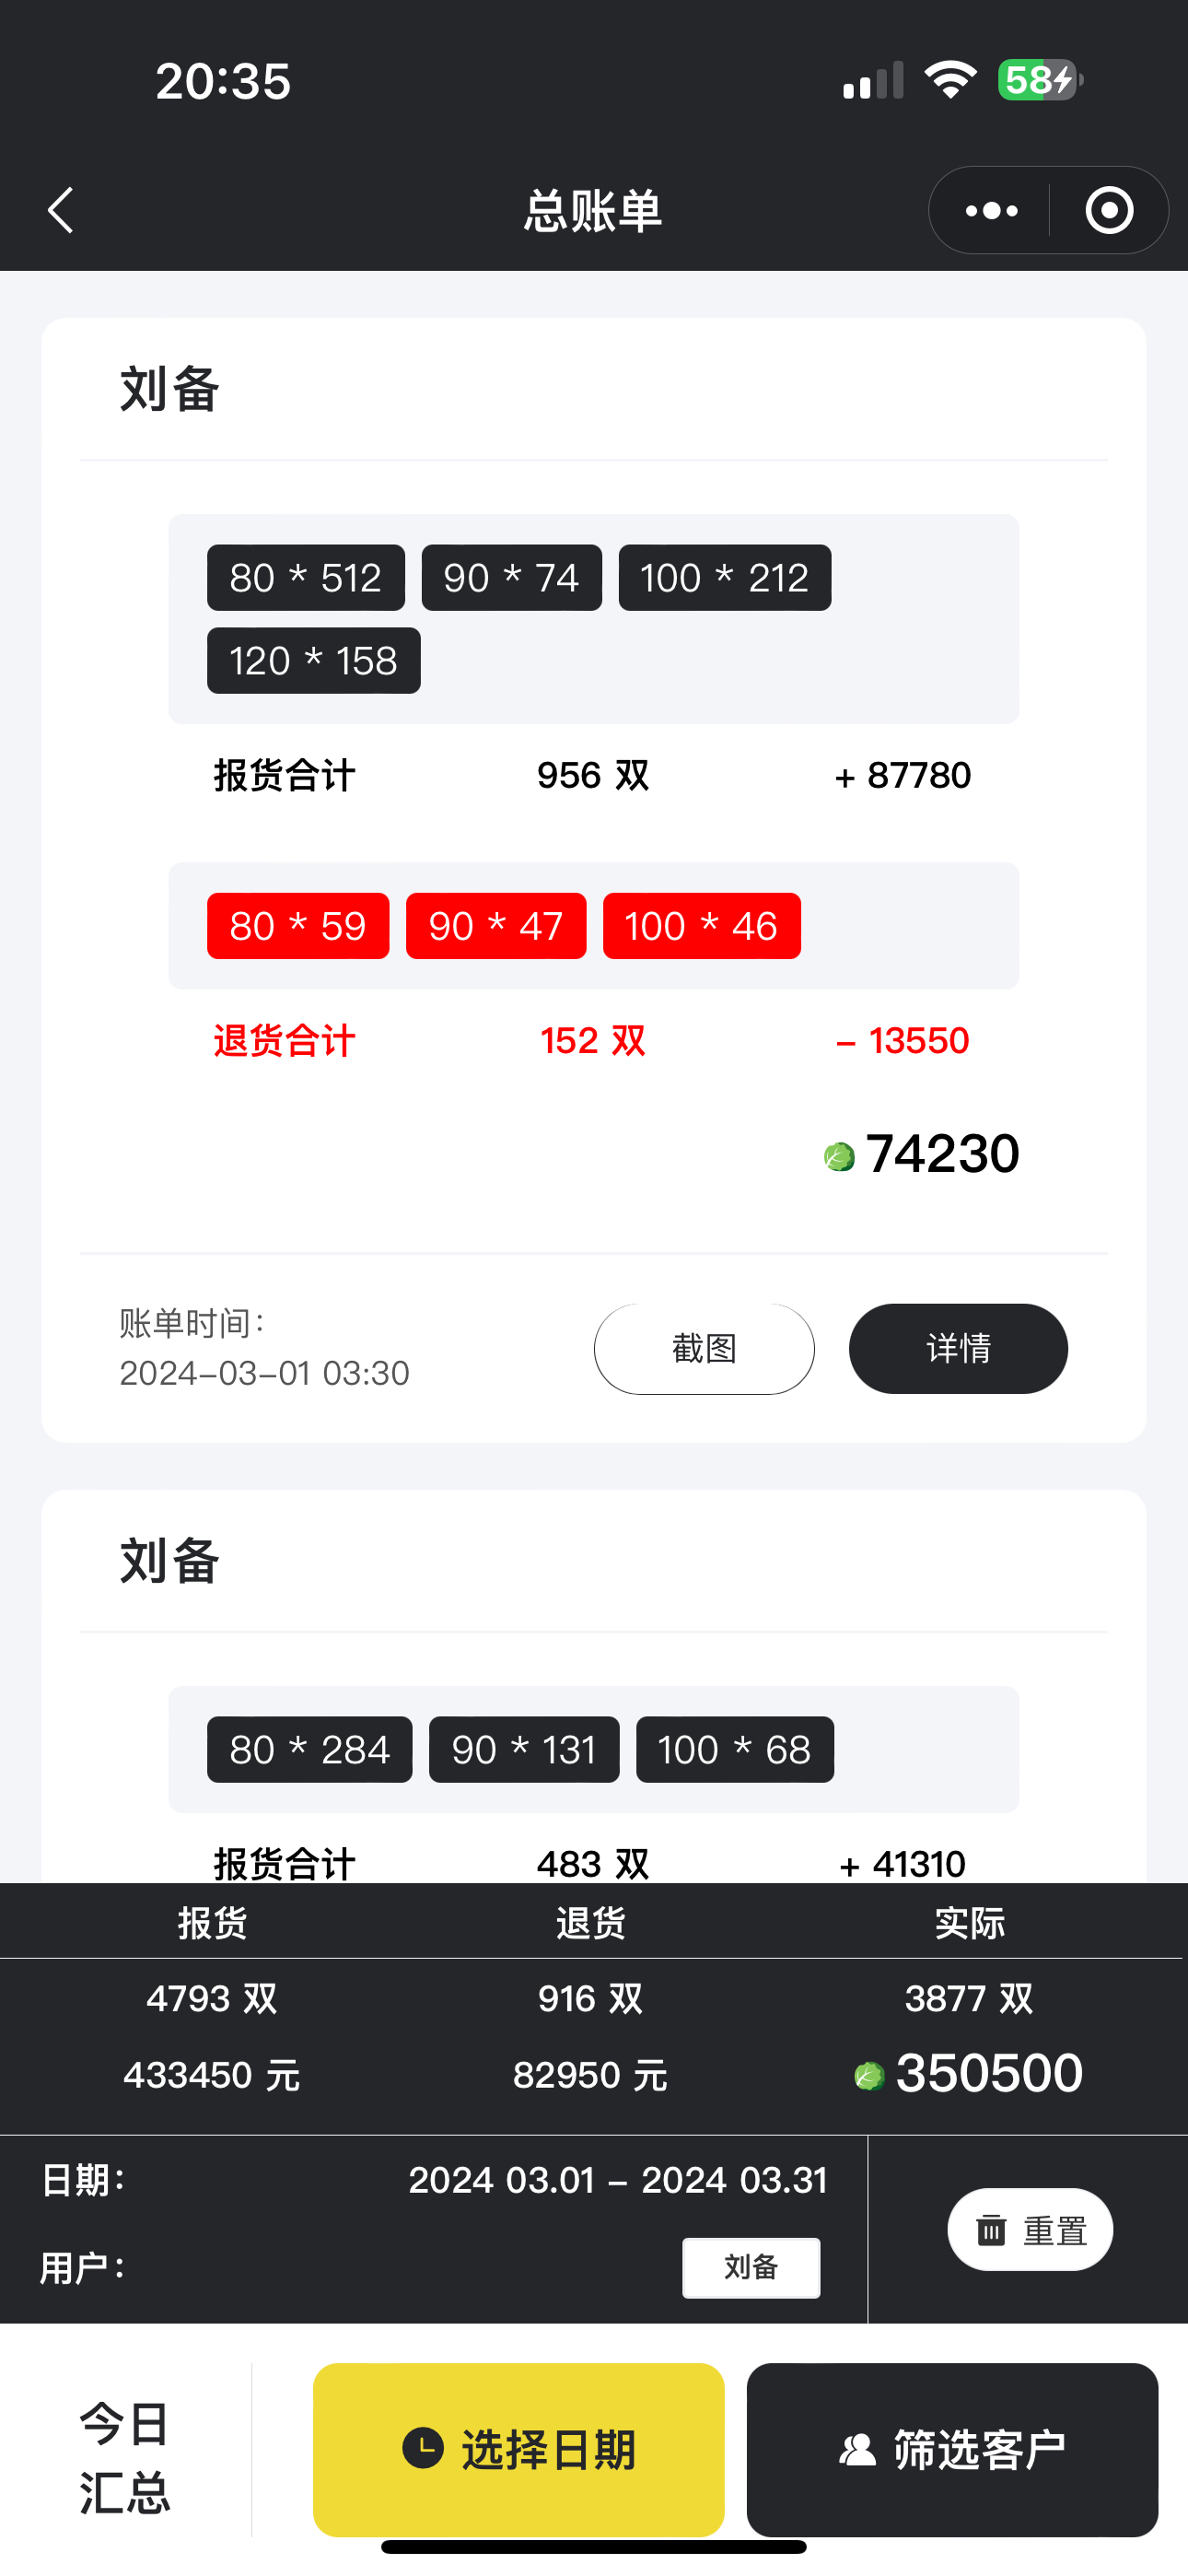 20:35
58
总账单
刘备
80 * 512 90 * 74 100 * 212
120 * 158
报货合计 956 双 + 87780
80 * 59 90 * 47 100 * 46
退货合计 152 双 - 13550
74230
账单时间：
2024-03-01 03:30
截图 详情
刘备
80 * 284 90 * 131 100 * 68
报货合计 483 双 + 41310
报货 退货 实际
4793 双 916 双 3877 双
433450 元 82950 元 350500
日期： 2024 03.01 - 2024 03.31
重置
用户： 刘备
今日
汇总
选择日期 筛选客户